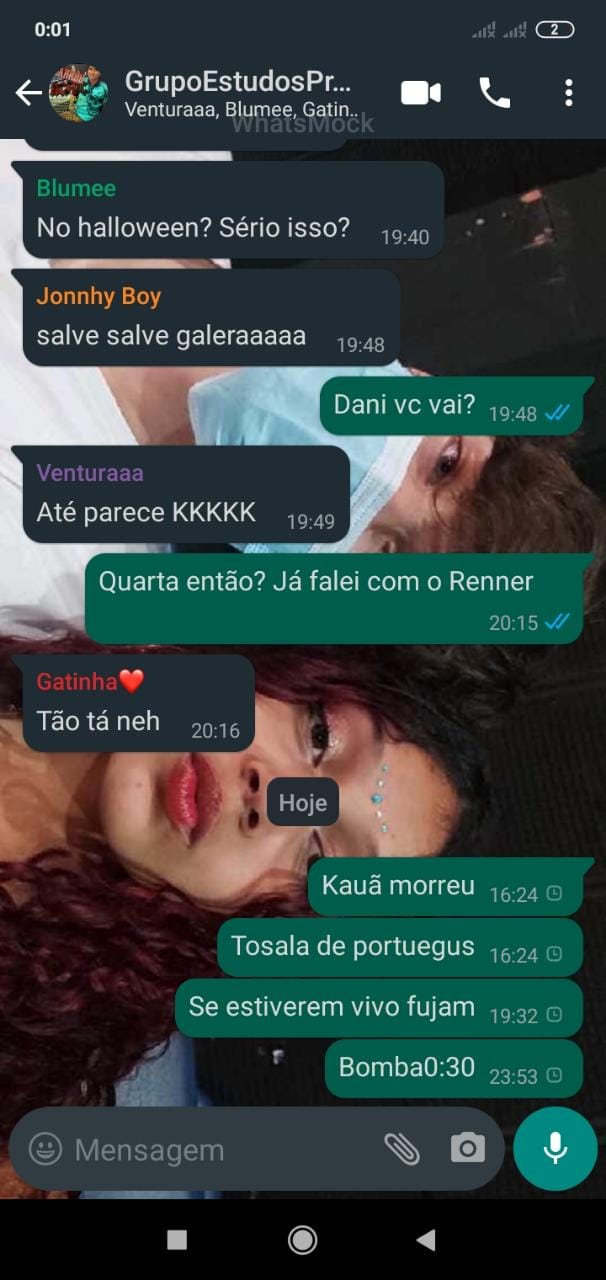 0:01
2
GrupoEstudosPr...
Venturaaa, Blumee, Gatin..
WhatsMock
Blumee
No halloween? Sério isso?
19:40
Jonnhy Boy
salve salve galeraaaaa
19:48
Dani vc vai?
19:48
Venturaaa
Até parece KKKKK
19:49
Quarta então? Já falei com o Renner
20:15
Gatinha❤️
Tão tá neh
20:16
Hoje
Kauã morreu
16:24
Tosala de portuegus
16:24
Se estiverem vivo fujam
19:32
Bomba0:30
23:53
Mensagem